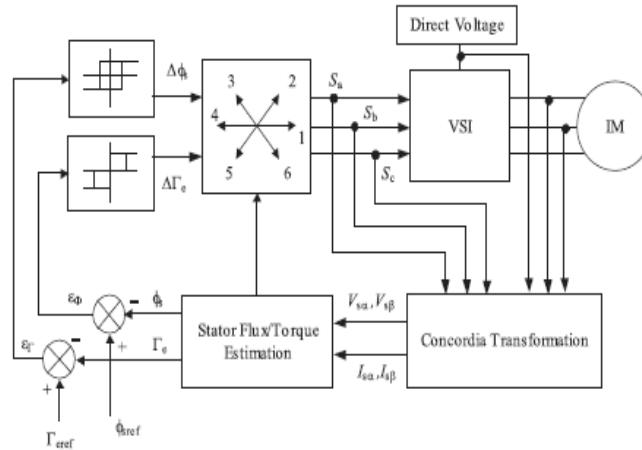 Direct Voltage
Δϕs
3 2
4 1
5 6
Sa
Sb
Sc
VSI
IM
ΔΓe
εΦ
ϕs
Stator Flux/Torque
Estimation
Vsα,Vsβ
Isα,Isβ
Concordia Transformation
εΓ
Γe
-
+
-
+
Γeref
ϕsref